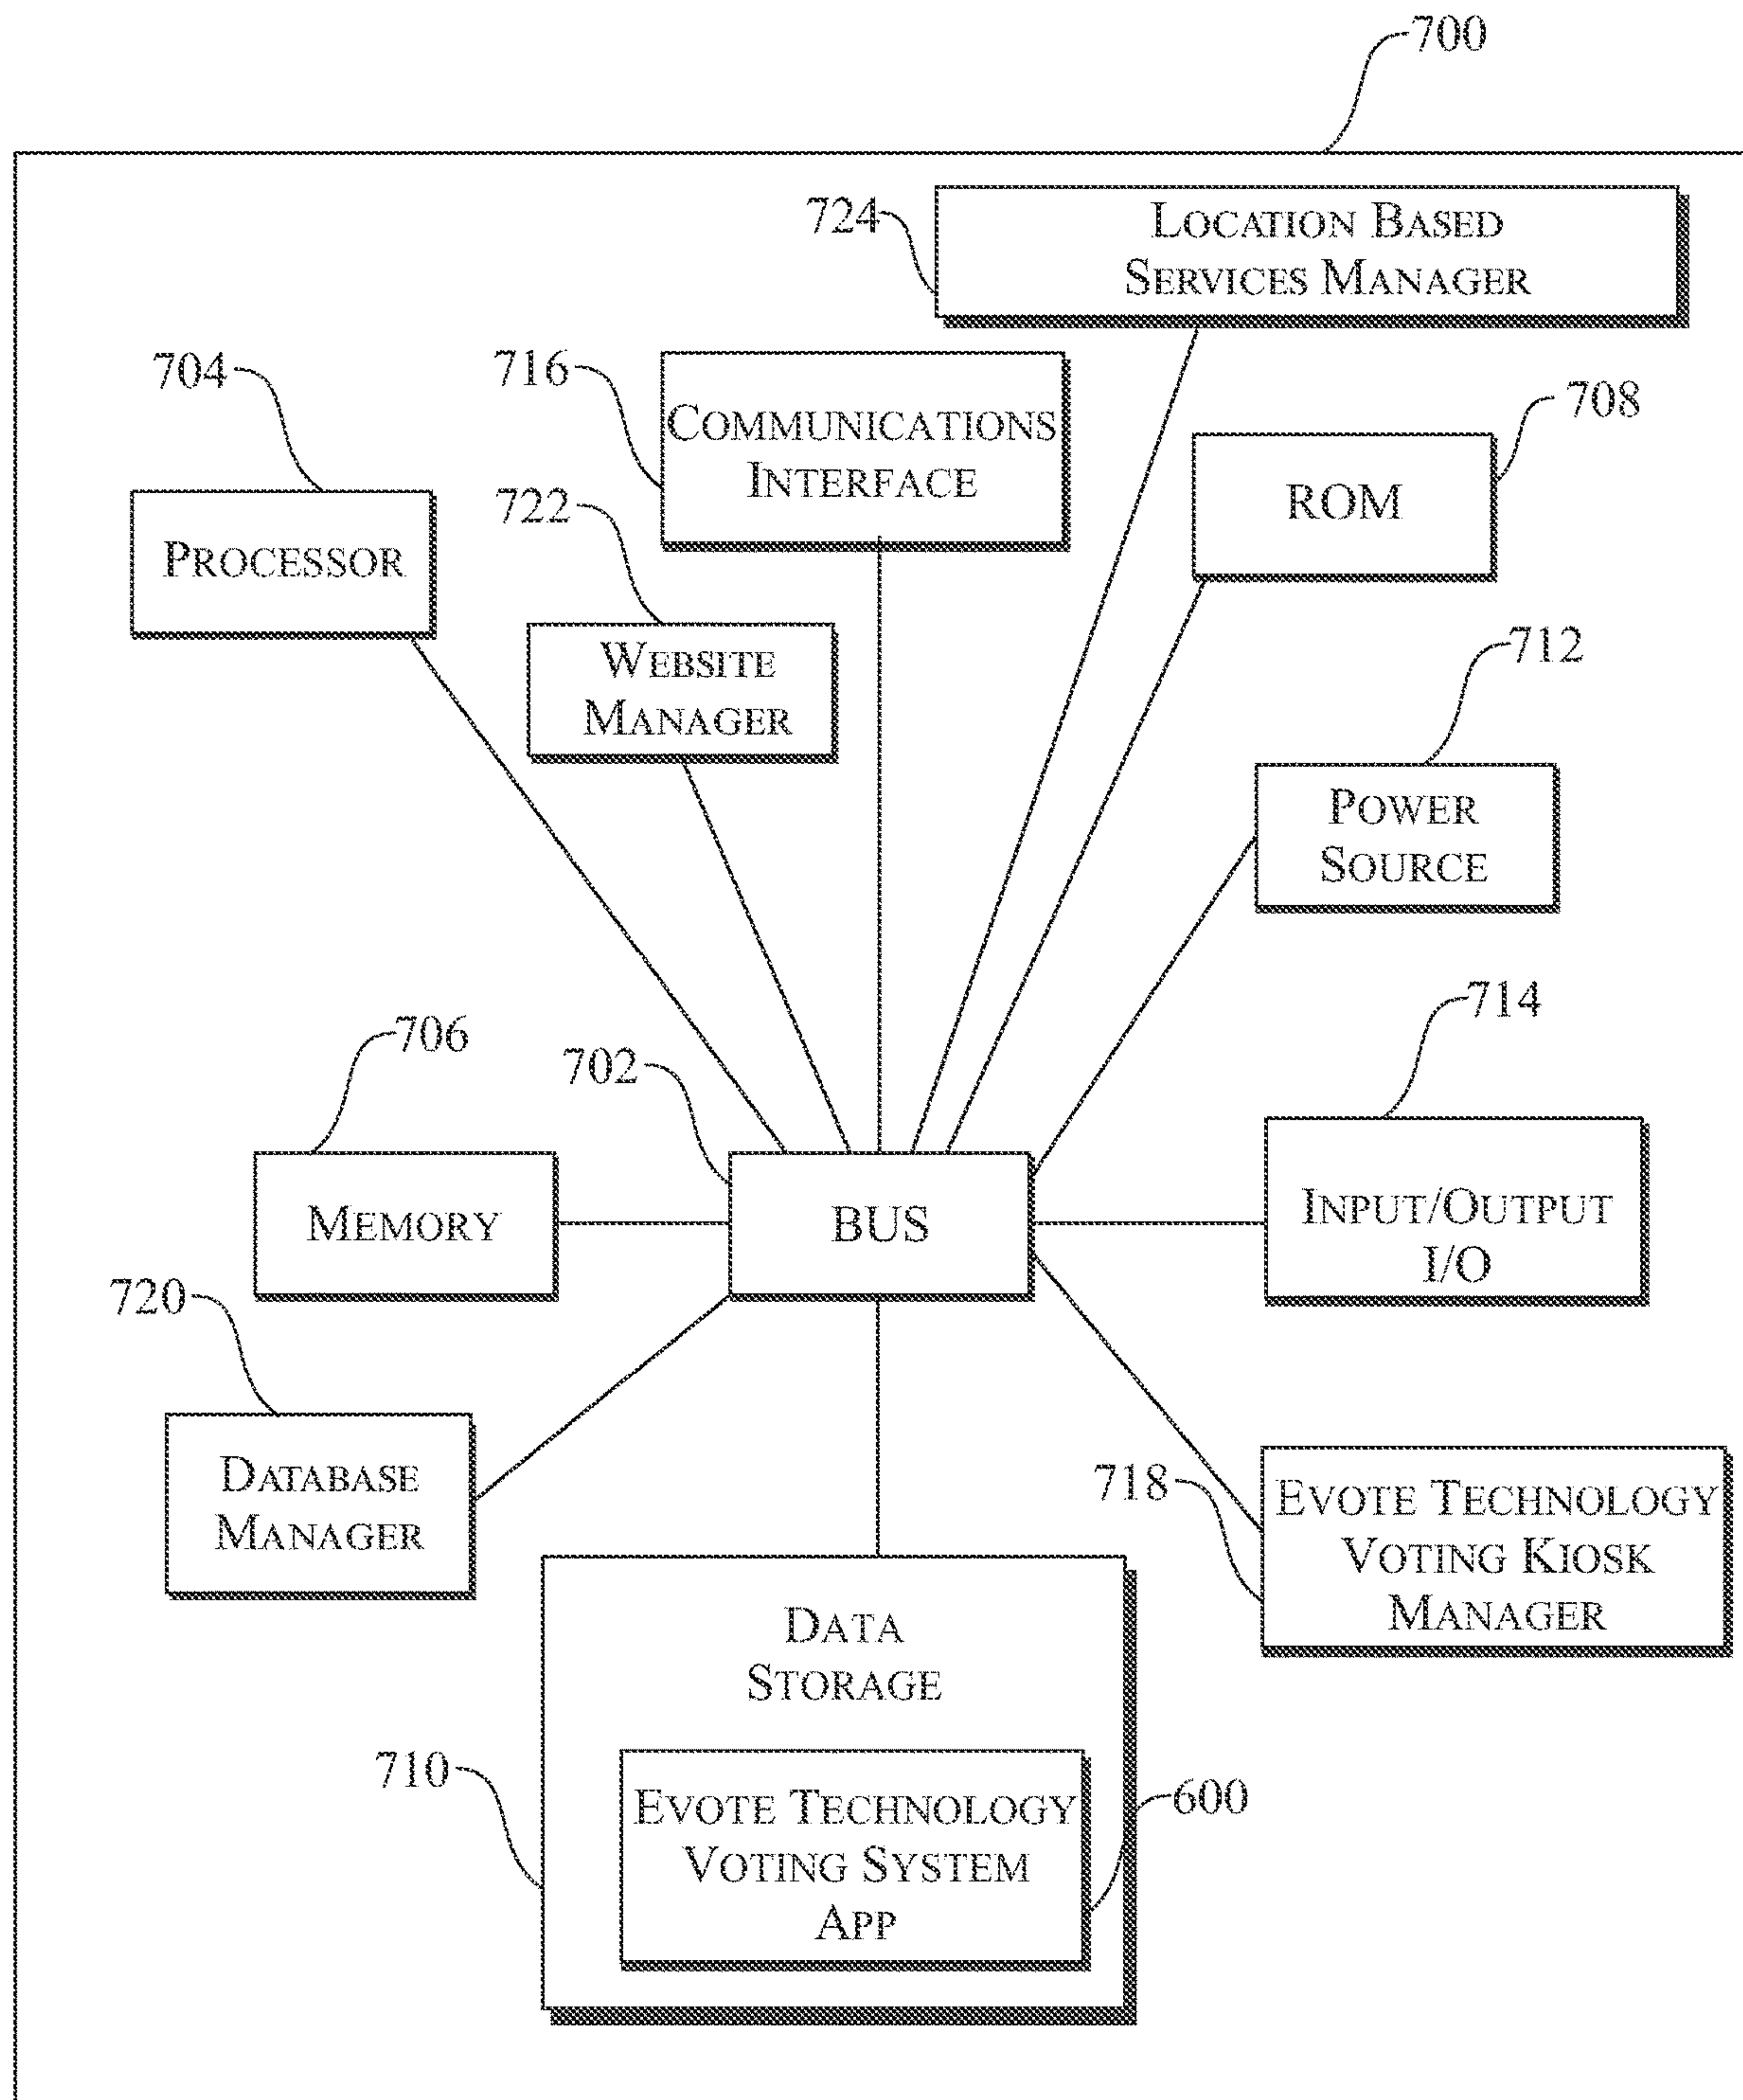 700
724
LOCATION BASED
SERVICES MANAGER
704
716
COMMUNICATIONS
INTERFACE
708
ROM
PROCESSOR
722
WEBSITE
MANAGER
712
POWER
SOURCE
706
702
714
MEMORY
BUS
INPUT/OUTPUT
I/O
720
DATABASE
MANAGER
718
EVOTE TECHNOLOGY
VOTING KIOSK
MANAGER
DATA
STORAGE
710
EVOTE TECHNOLOGY
VOTING SYSTEM
APP
600